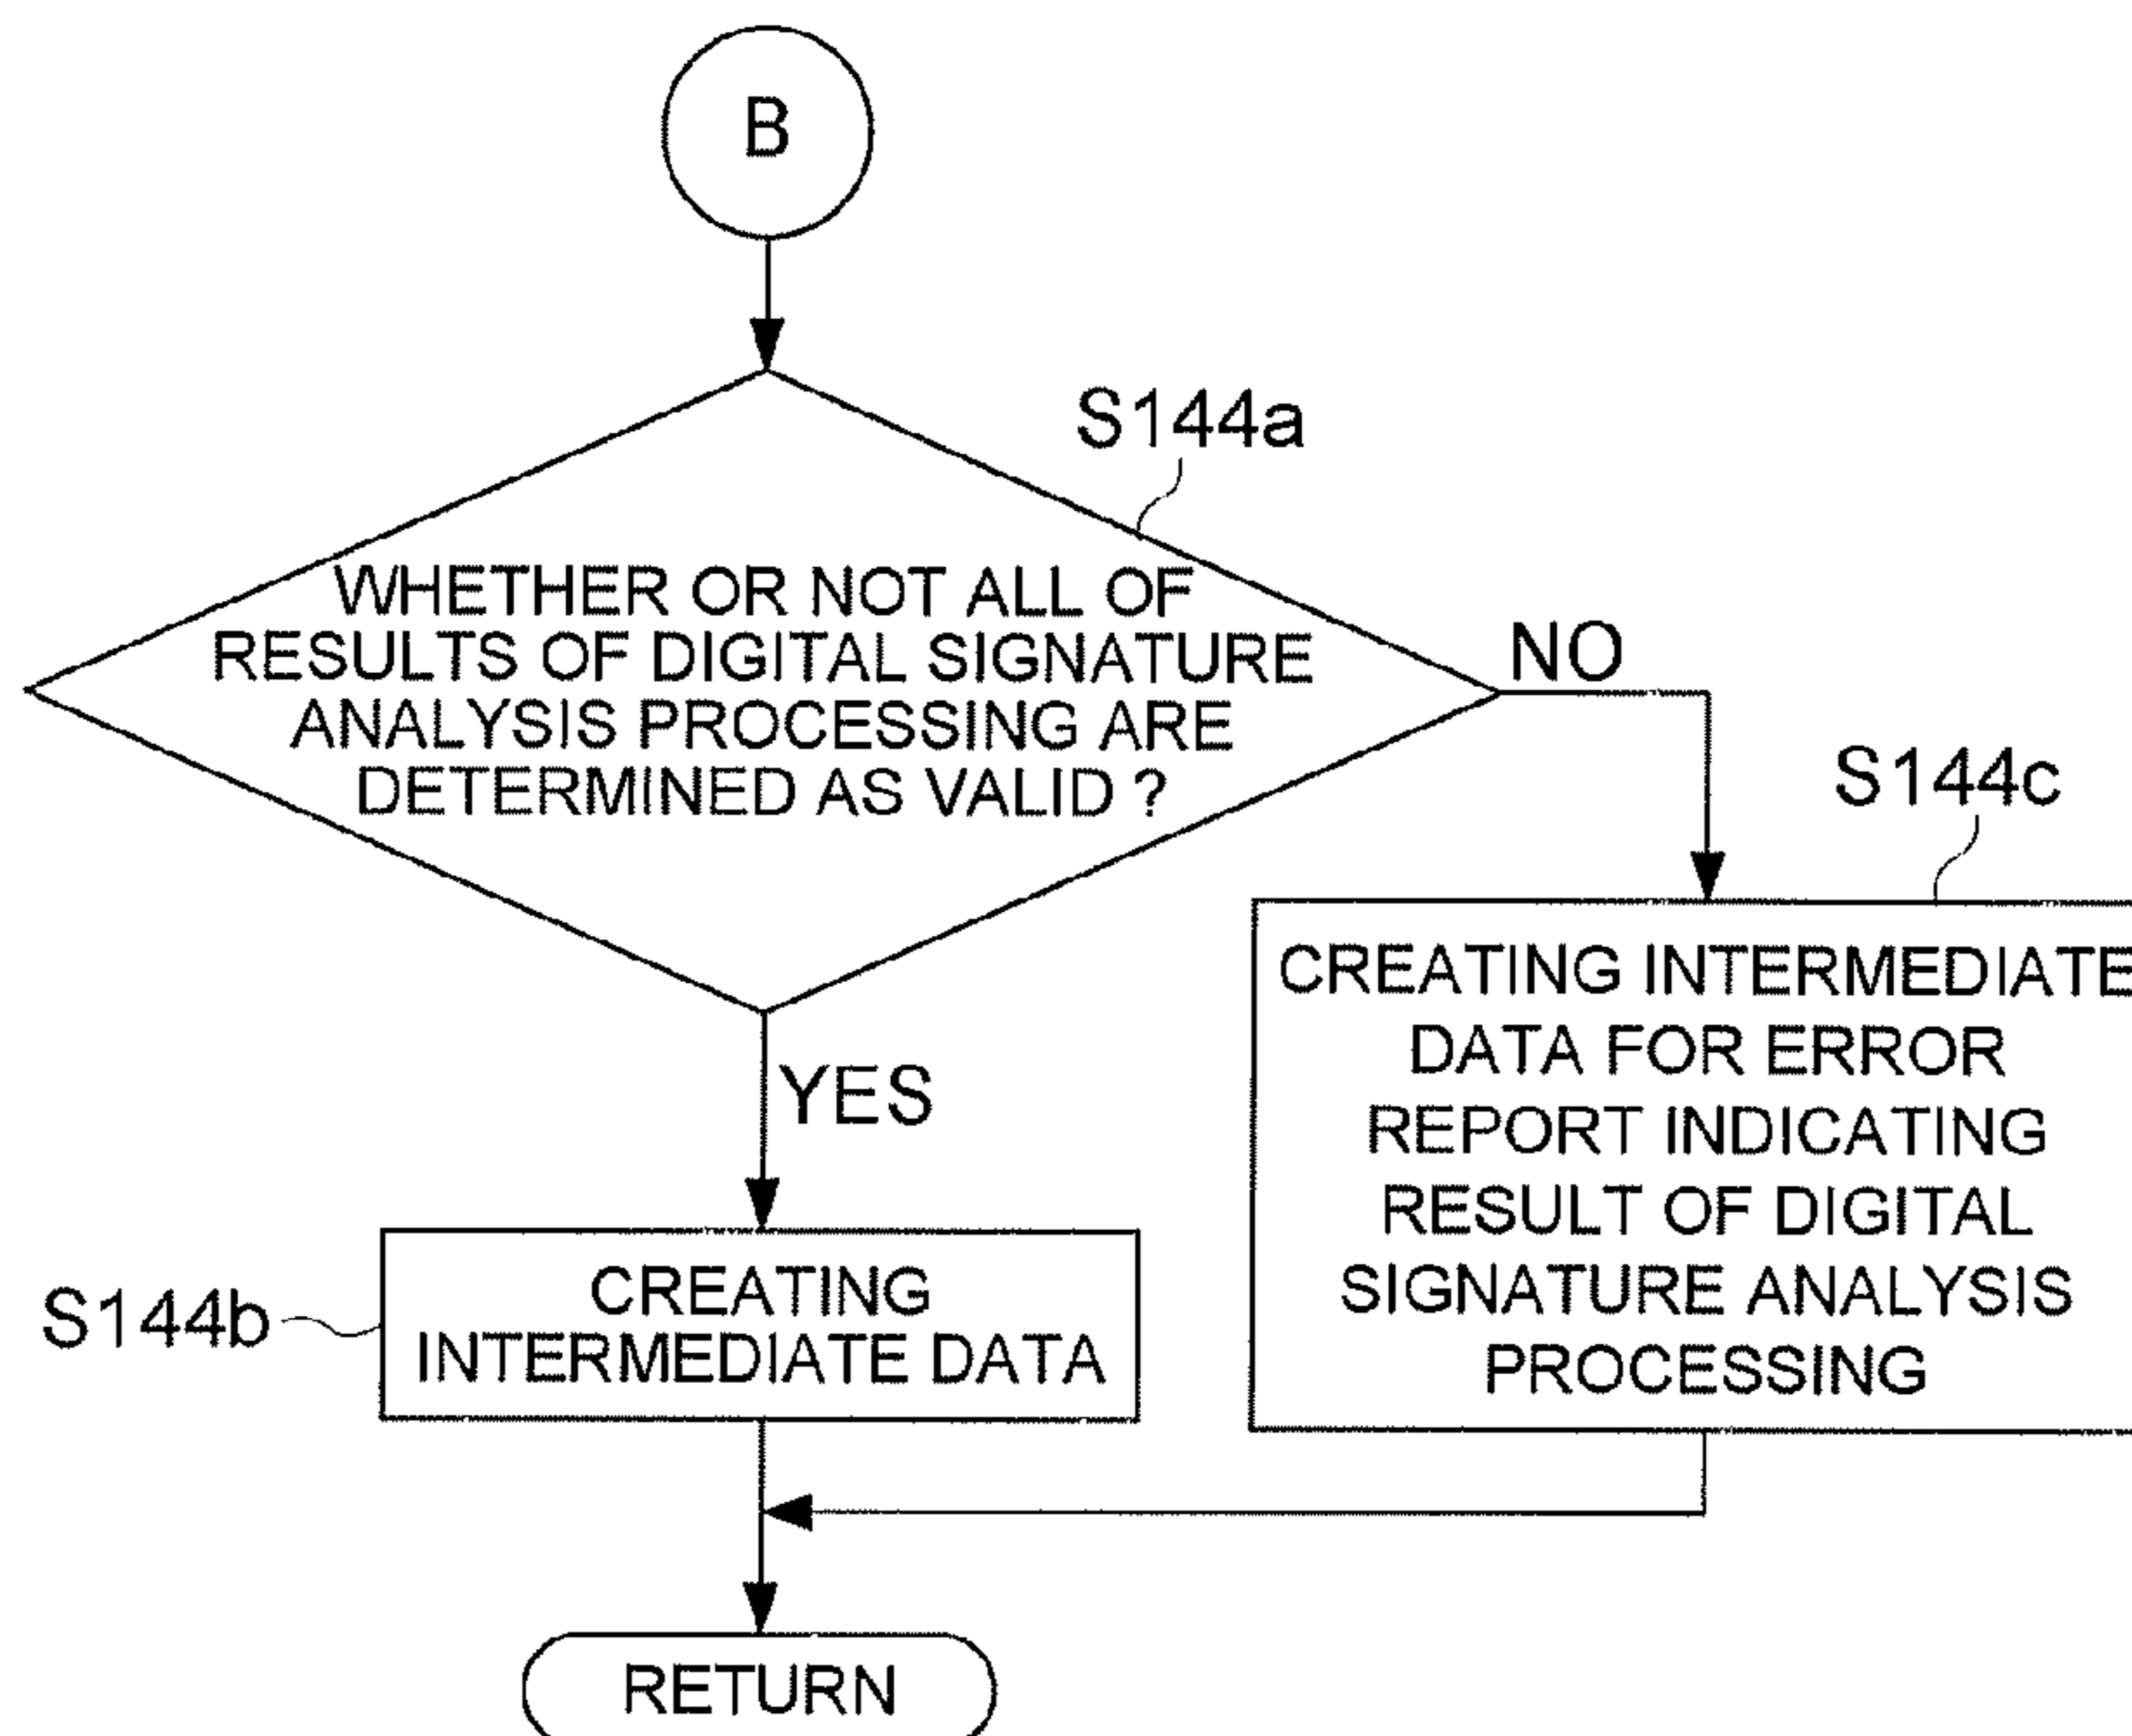 B
S144a
WHETHER OR NOT ALL OF
RESULTS OF DIGITAL SIGNATURE
ANALYSIS PROCESSING ARE
DETERMINED AS VALID ?
NO
S144c
CREATING INTERMEDIATE
DATA FOR ERROR
REPORT INDICATING
RESULT OF DIGITAL
SIGNATURE ANALYSIS
PROCESSING
YES
S144b
CREATING
INTERMEDIATE DATA
RETURN